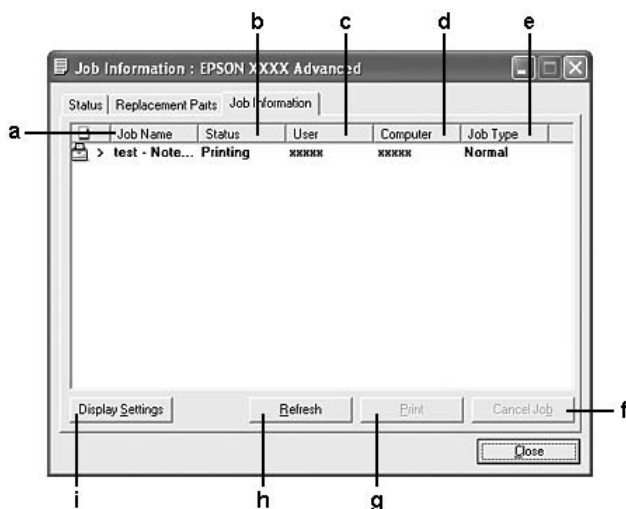 b c d e
Job Information : EPSON XXXX Advanced
Status Replacement Parts Job Information
a Job Name Status User Computer Job Type
> test - Note... Printing xxxxx xxxxx Normal
Display Settings Refresh Print Cancel Job f
Close
i h g